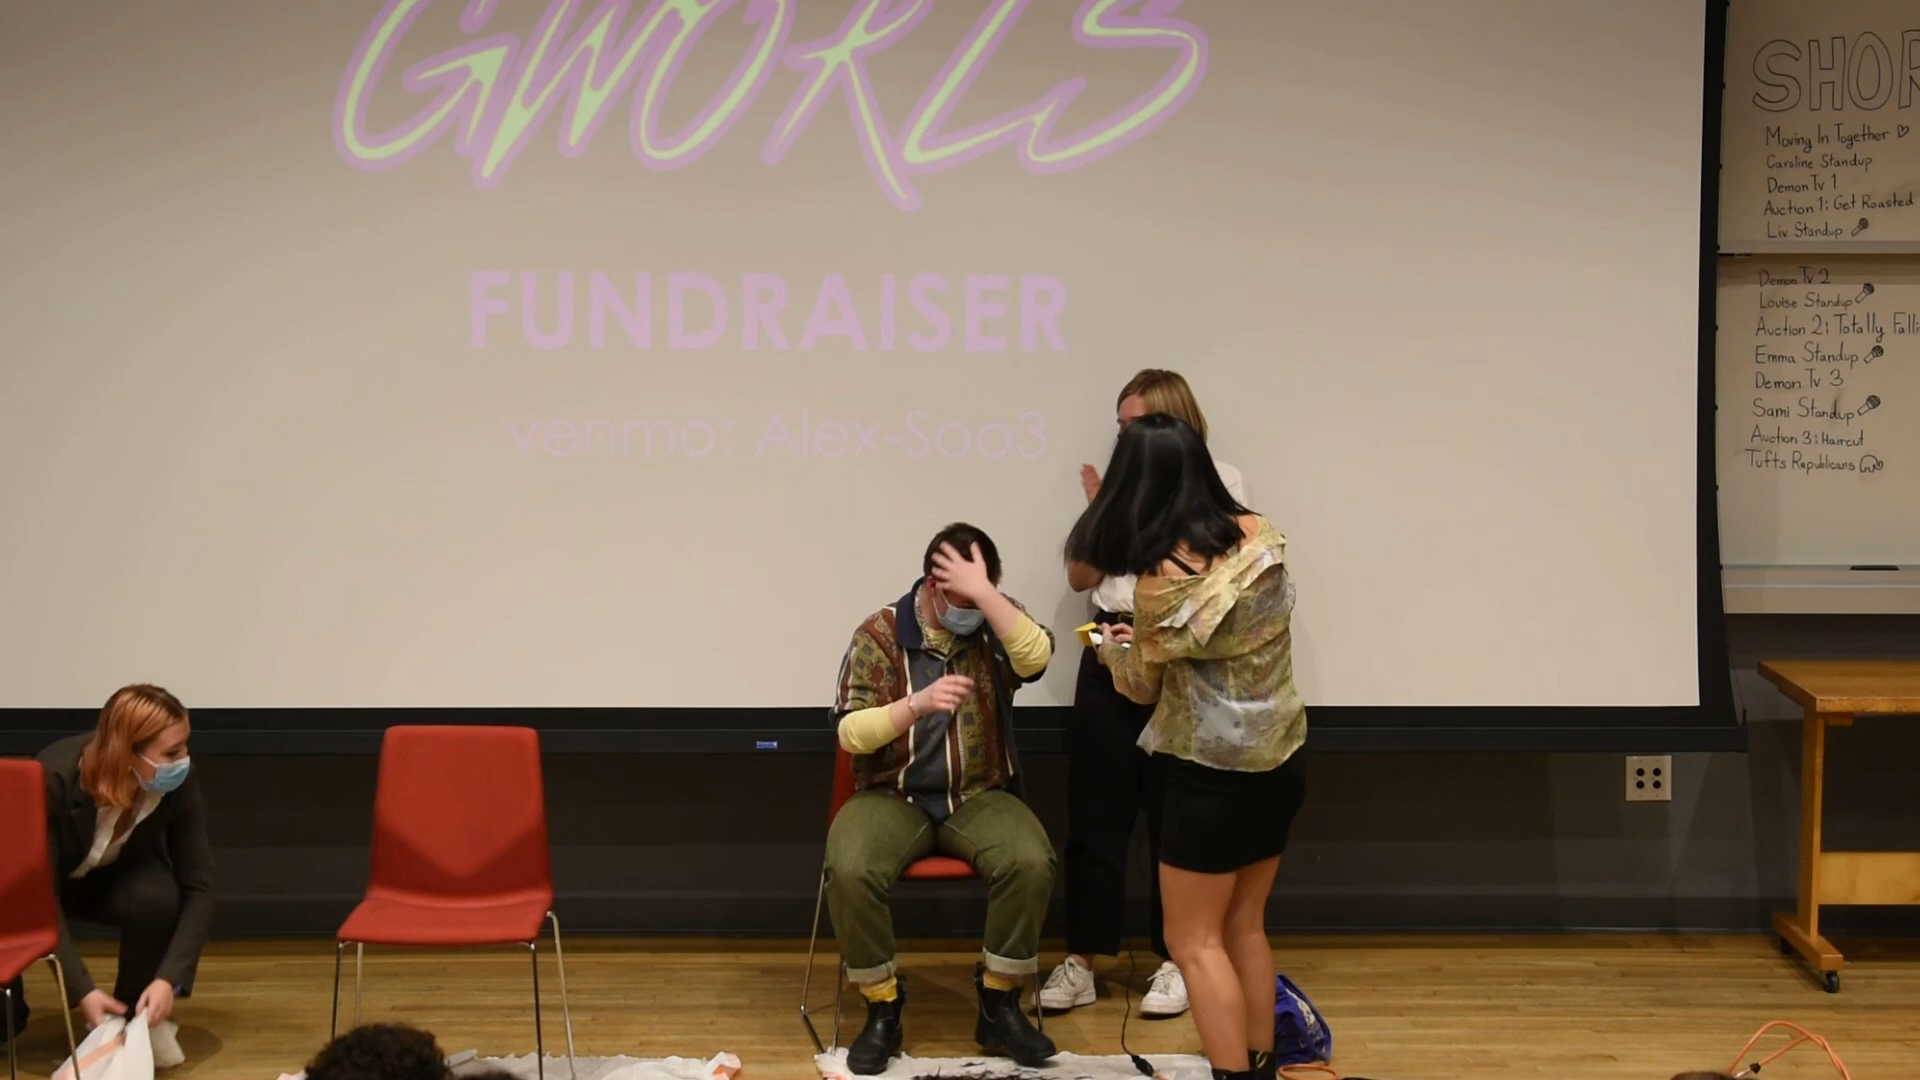 GWORLS
FUNDRAISER
venmo: Alex-Soo3
SHOR
Moving In Together ♡
Caroline Standup
Demon Tv 1
Auction 1: Get Roasted
Liv Standup
Demon Tv 2
Louise Standup
Auction 2: Totally Falli
Emma Standup
Demon Tv 3
Sami Standup
Auction 3: Haircut
Tufts Republicans